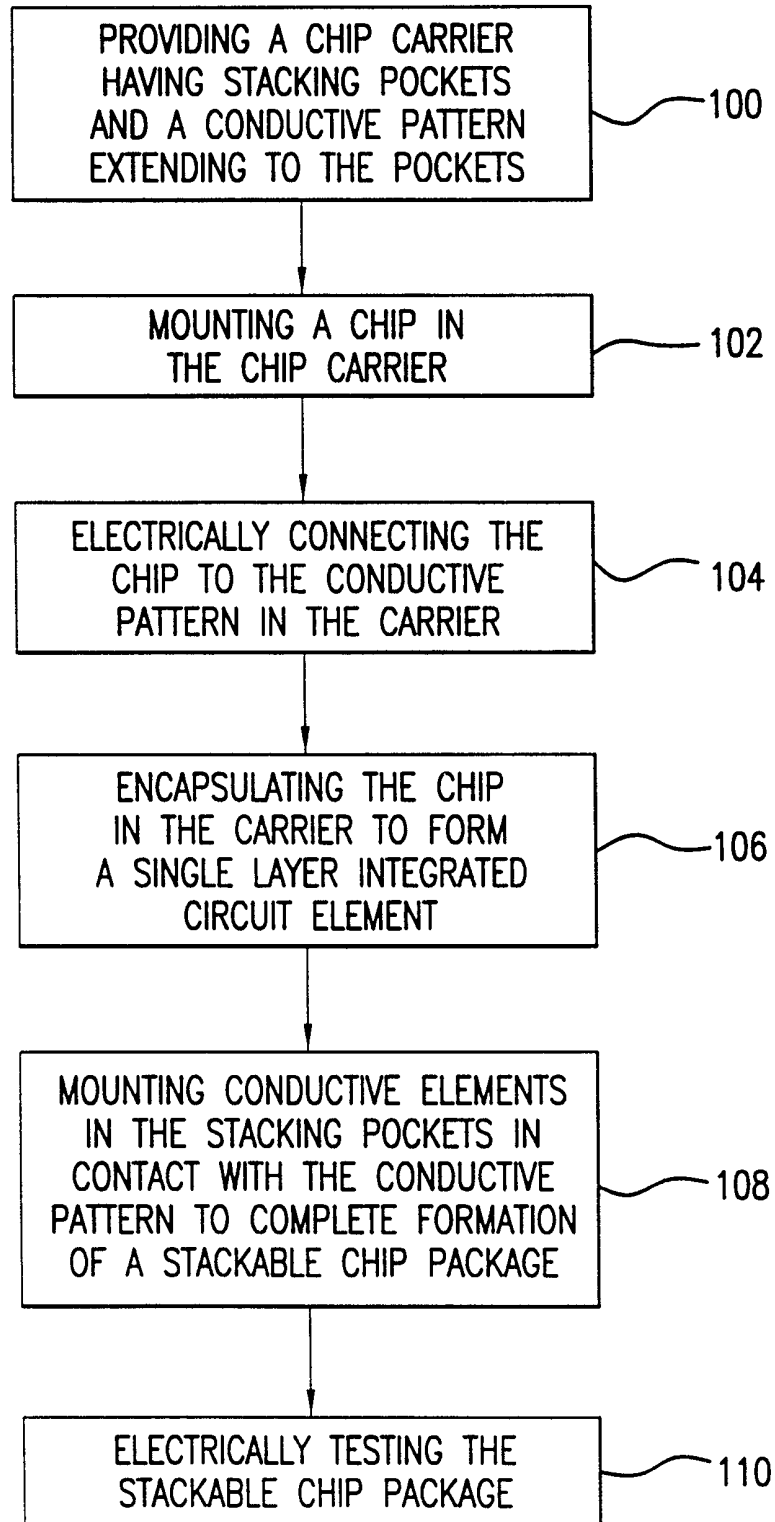 PROVIDING A CHIP CARRIER
HAVING STACKING POCKETS
AND A CONDUCTIVE PATTERN
EXTENDING TO THE POCKETS
100
MOUNTING A CHIP IN
THE CHIP CARRIER
102
ELECTRICALLY CONNECTING THE
CHIP TO THE CONDUCTIVE
PATTERN IN THE CARRIER
104
ENCAPSULATING THE CHIP
IN THE CARRIER TO FORM
A SINGLE LAYER INTEGRATED
CIRCUIT ELEMENT
106
MOUNTING CONDUCTIVE ELEMENTS
IN THE STACKING POCKETS IN
CONTACT WITH THE CONDUCTIVE
PATTERN TO COMPLETE FORMATION
OF A STACKABLE CHIP PACKAGE
108
ELECTRICALLY TESTING THE
STACKABLE CHIP PACKAGE
110